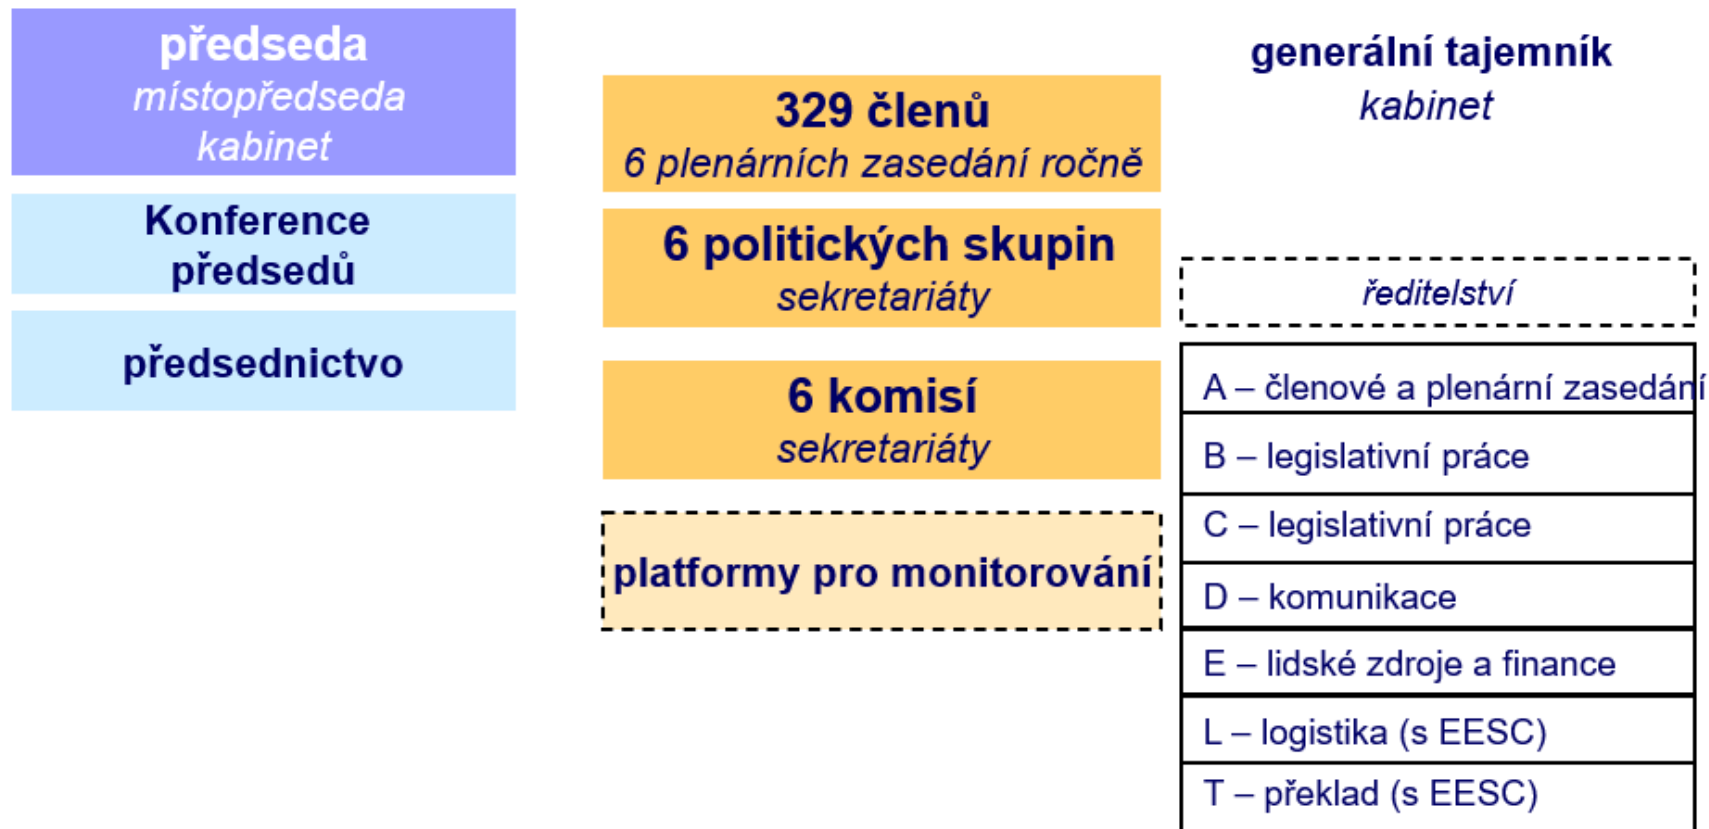 předseda
místopředseda
kabinet
Konference
předsedů
předsednictvo
329 členů
6 plenárních zasedání ročně
6 politických skupin
sekretariáty
6 komisí
sekretariáty
platformy pro monitorování
generální tajemník
kabinet
ředitelství
A – členové a plenární zasedání
B – legislativní práce
C – legislativní práce
D – komunikace
E – lidské zdroje a finance
L – logistika (s EESC)
T – překlad (s EESC)